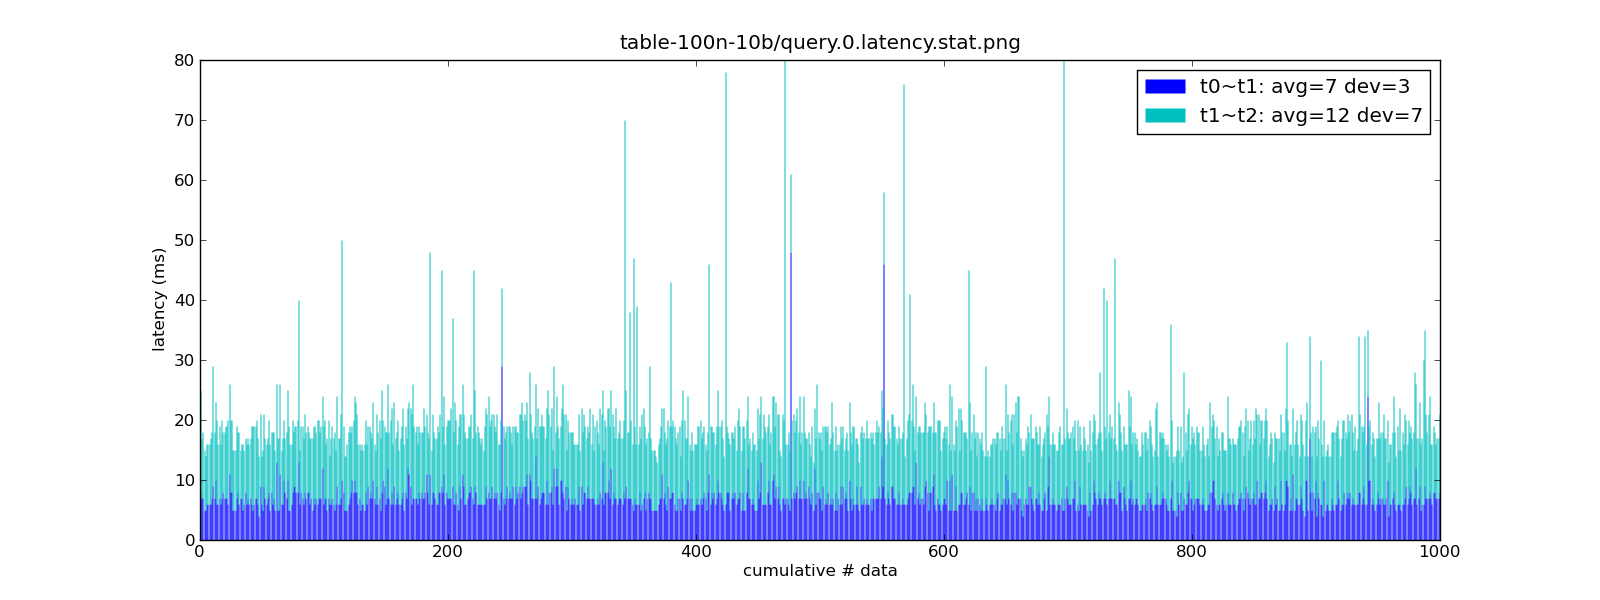 table-100n-10b/query.0.latency.stat.png
80
70
60
50
40
30
20
10
0
latency (ms)
t0~t1: avg=7 dev=3
t1~t2: avg=12 dev=7
0 200 400 600 800 1000
cumulative # data